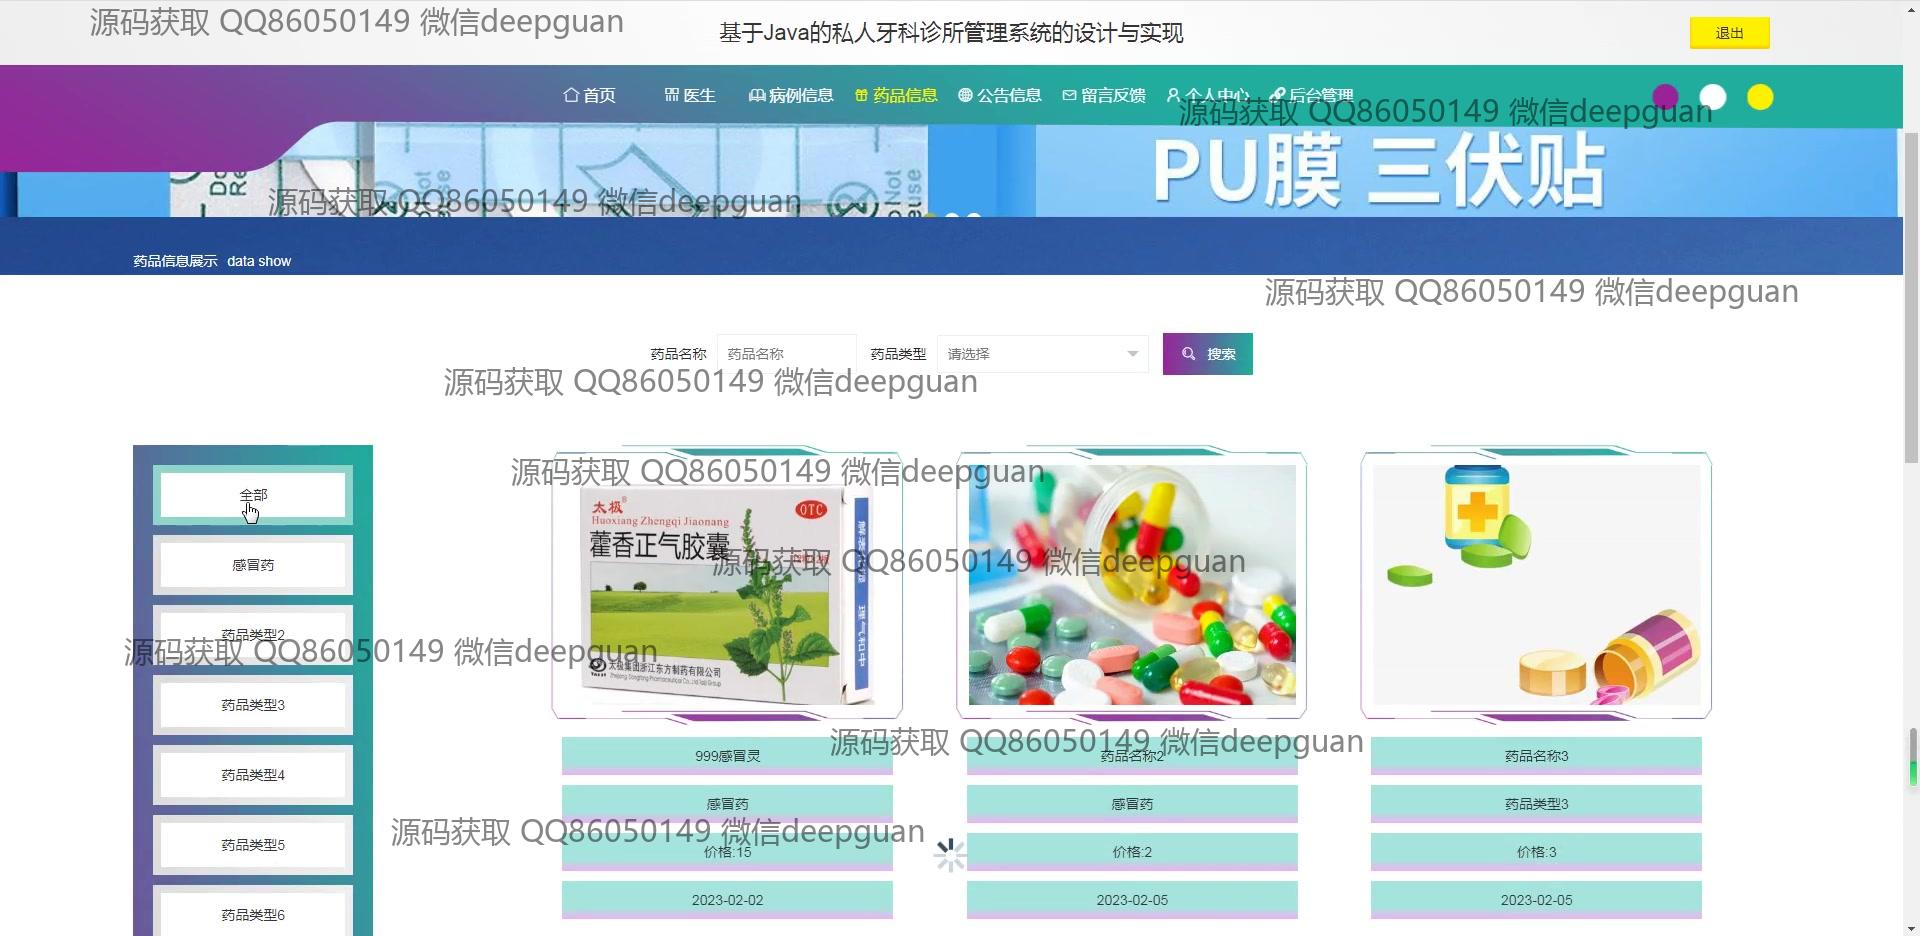 源码获取 QQ86050149 微信deepguan
基于Java的私人牙科诊所管理系统的设计与实现
退出
首页
医生
病例信息
药品信息
公告信息
留言反馈
个人中心
后台管理
源码获取 QQ86050149 微信deepguan
PU膜 三伏贴
源码获取 QQ86050149 微信deepguan
药品信息展示 data show
源码获取 QQ86050149 微信deepguan
药品名称
药品名称
药品类型
请选择
搜索
源码获取 QQ86050149 微信deepguan
全部
感冒药
药品类型2
药品类型3
药品类型4
药品类型5
药品类型6
源码获取 QQ86050149 微信deepguan
太极
OTC
Huoxiang Zhengqi Jiaonang
藿香正气胶囊
源码获取 QQ86050149 微信deepguan
源码获取 QQ86050149 微信deepguan
太极集团浙江东方制药有限公司
源码获取 QQ86050149 微信deepguan
999感冒灵
药品名称2
药品名称3
感冒药
感冒药
药品类型3
源码获取 QQ86050149 微信deepguan
价格:15
价格:2
价格:3
2023-02-02
2023-02-05
2023-02-05